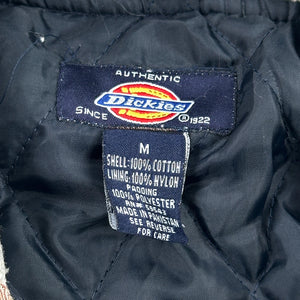 AUTHENTIC
Dickies
SINCE ® 1922
M
SHELL: 100% COTTON
LINING: 100% NYLON
PADDING
100% POLYESTER
RN# 59543
MADE IN PAKISTAN
SEE REVERSE
FOR CARE